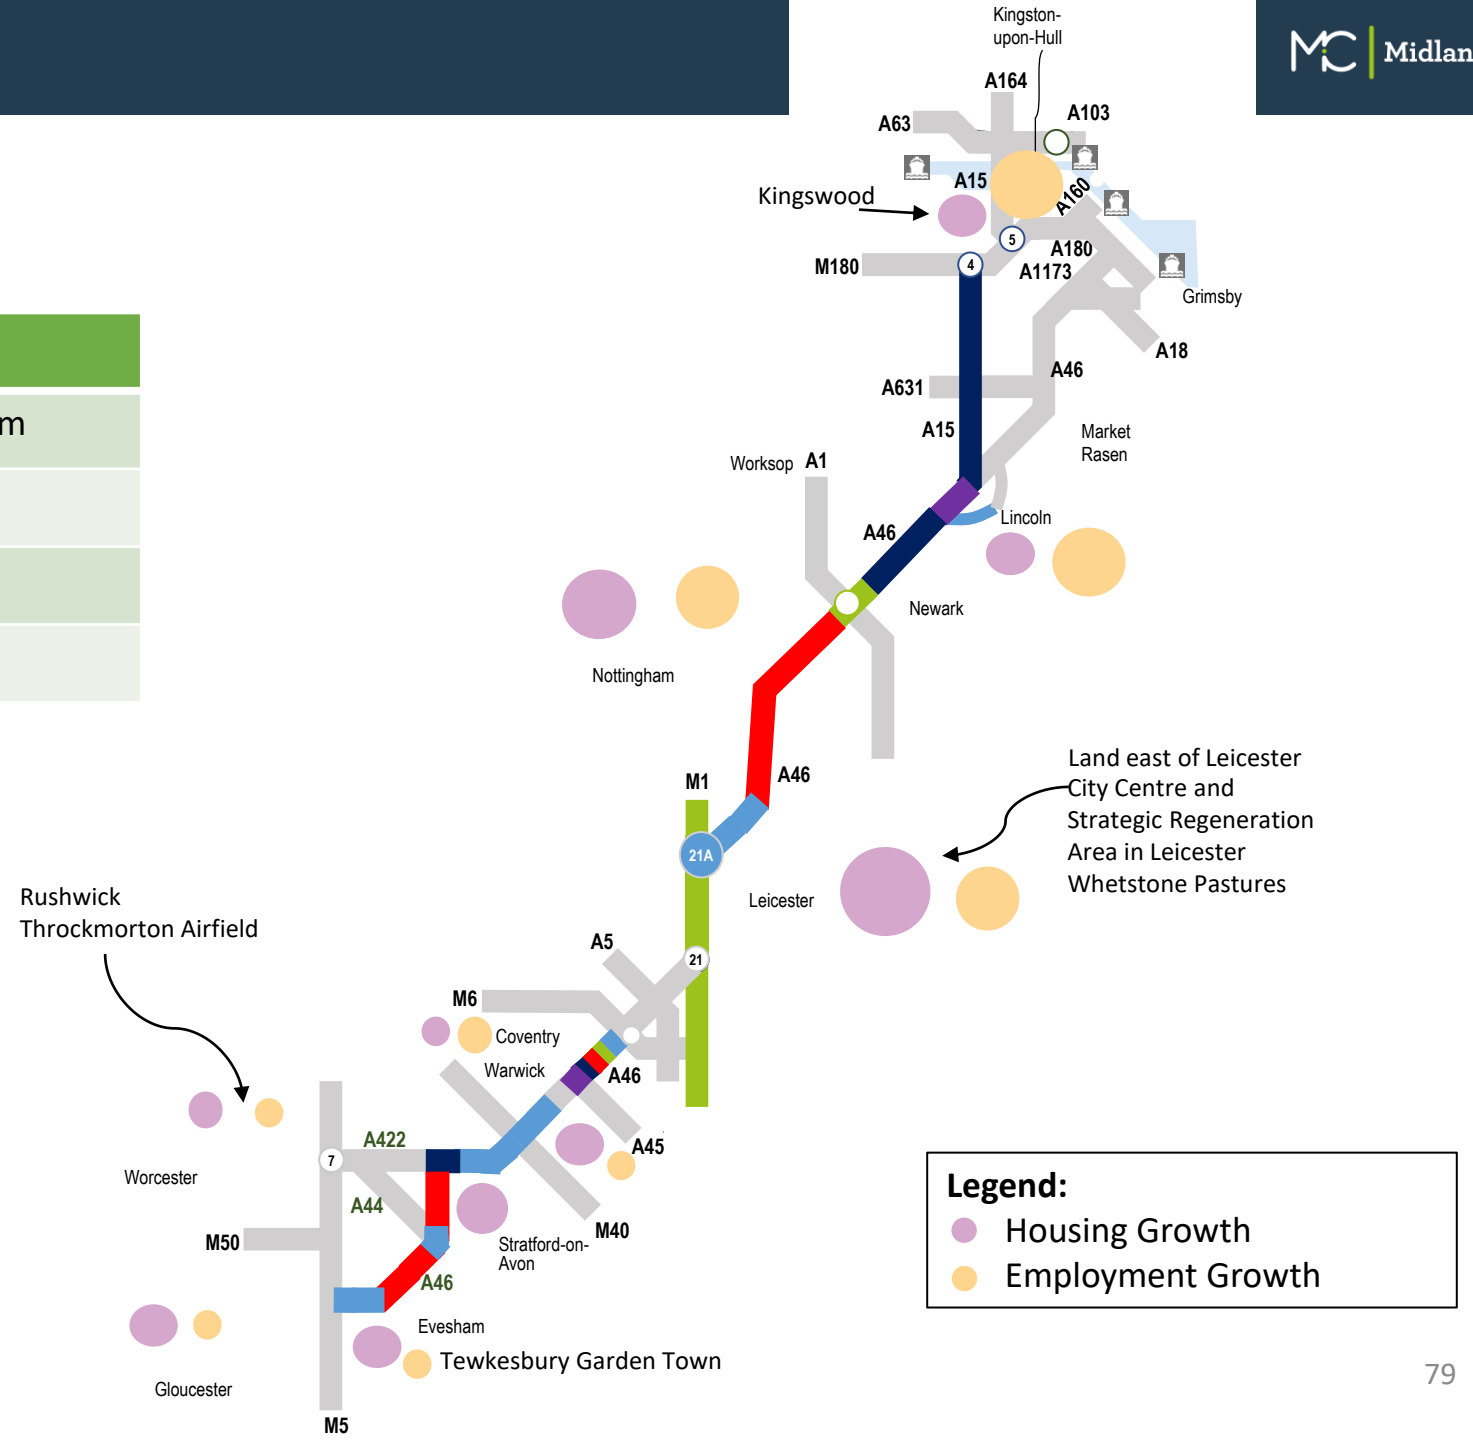 Kingston-
upon-Hull
MiC Midlan
A164
A63
A103
A15
A160
Kingswood
5
A180
M180
4
A1173
Grimsby
m
A18
A46
A631
A15
Market
Rasen
Worksop
A1
Lincoln
A46
Newark
Nottingham
Land east of Leicester
City Centre and
Strategic Regeneration
Area in Leicester
Whetstone Pastures
A46
M1
21A
Leicester
Rushwick
Throckmorton Airfield
A5
21
M6
Coventry
Warwick
A46
A422
A45
7
Worcester
A44
M40
Stratford-on-
Avon
M50
A46
Evesham
Tewkesbury Garden Town
Gloucester
M5
Legend:
Housing Growth
Employment Growth
79